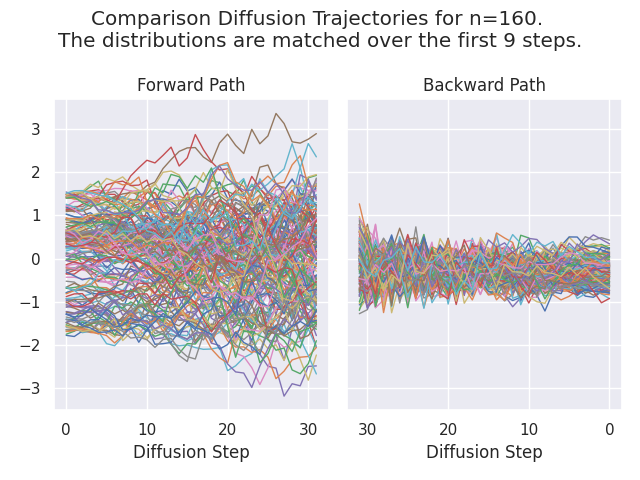 Comparison Diffusion Trajectories for n=160.
The distributions are matched over the first 9 steps.
Forward Path
Backward Path
3
2
1
0
−1
−2
−3
0 10 20 30
30 20 10 0
Diffusion Step
Diffusion Step